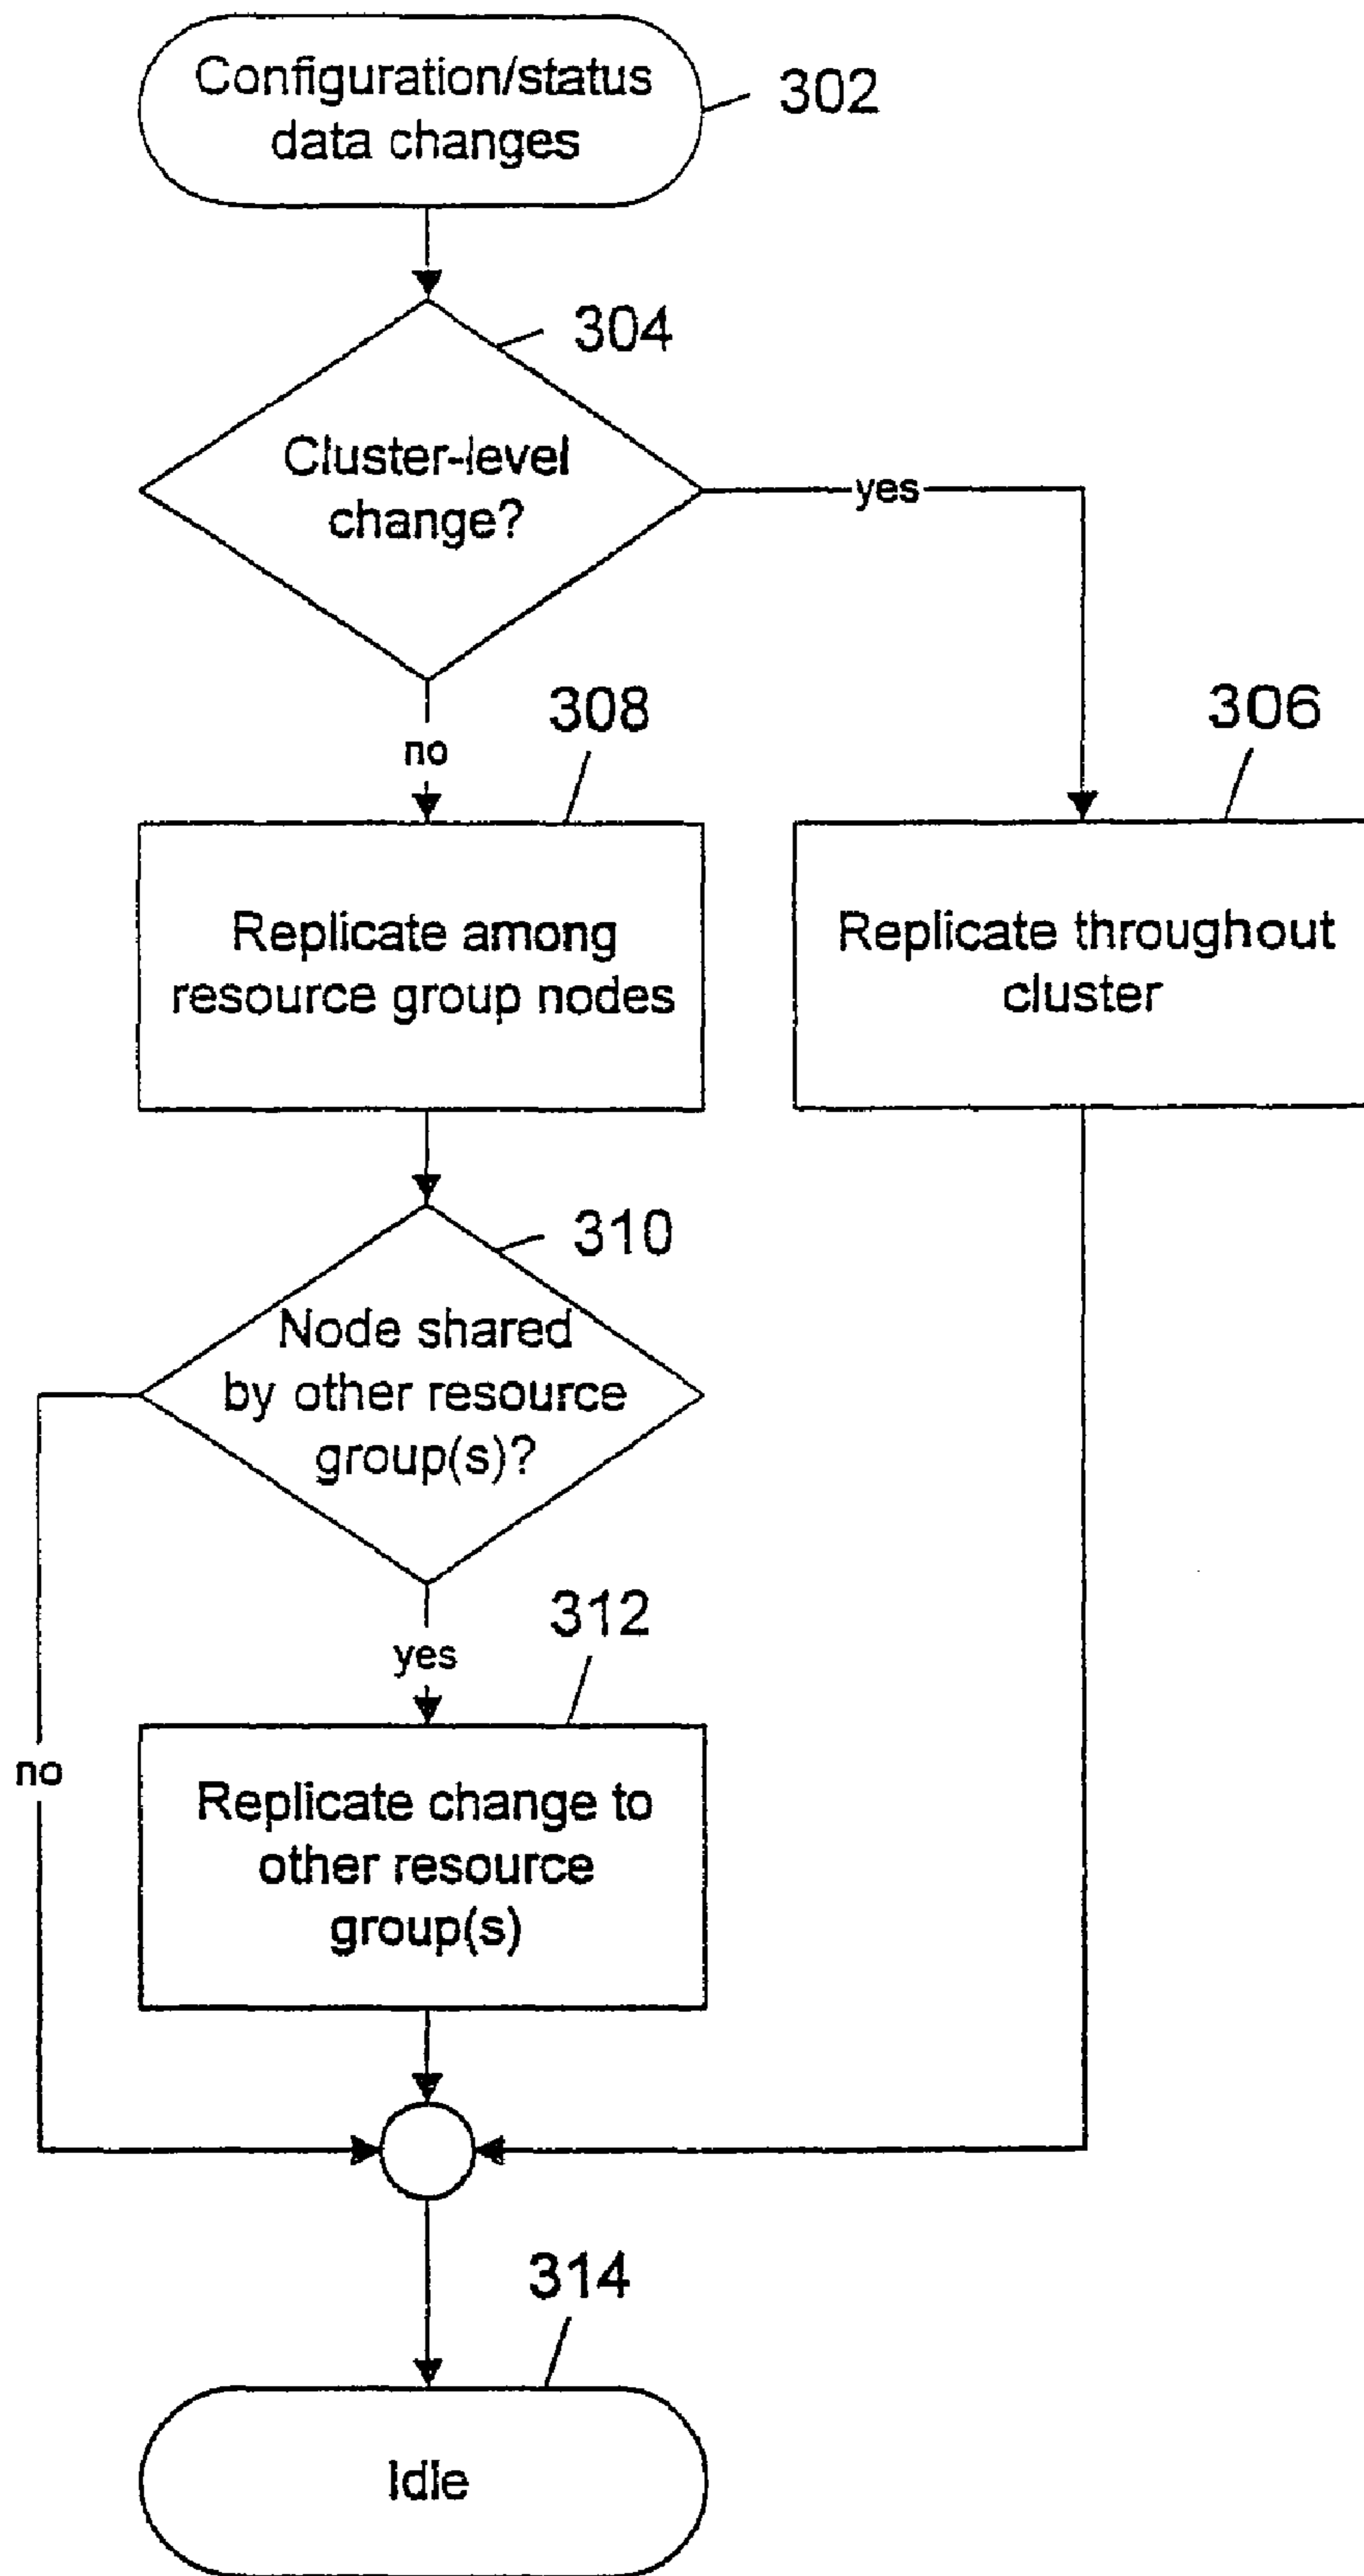 Configuration/status
data changes
302
304
Cluster-level
change?
yes
no
308
306
Replicate among
resource group nodes
Replicate throughout
cluster
310
Node shared
by other resource
group(s)?
312
yes
no
Replicate change to
other resource
group(s)
314
Idle